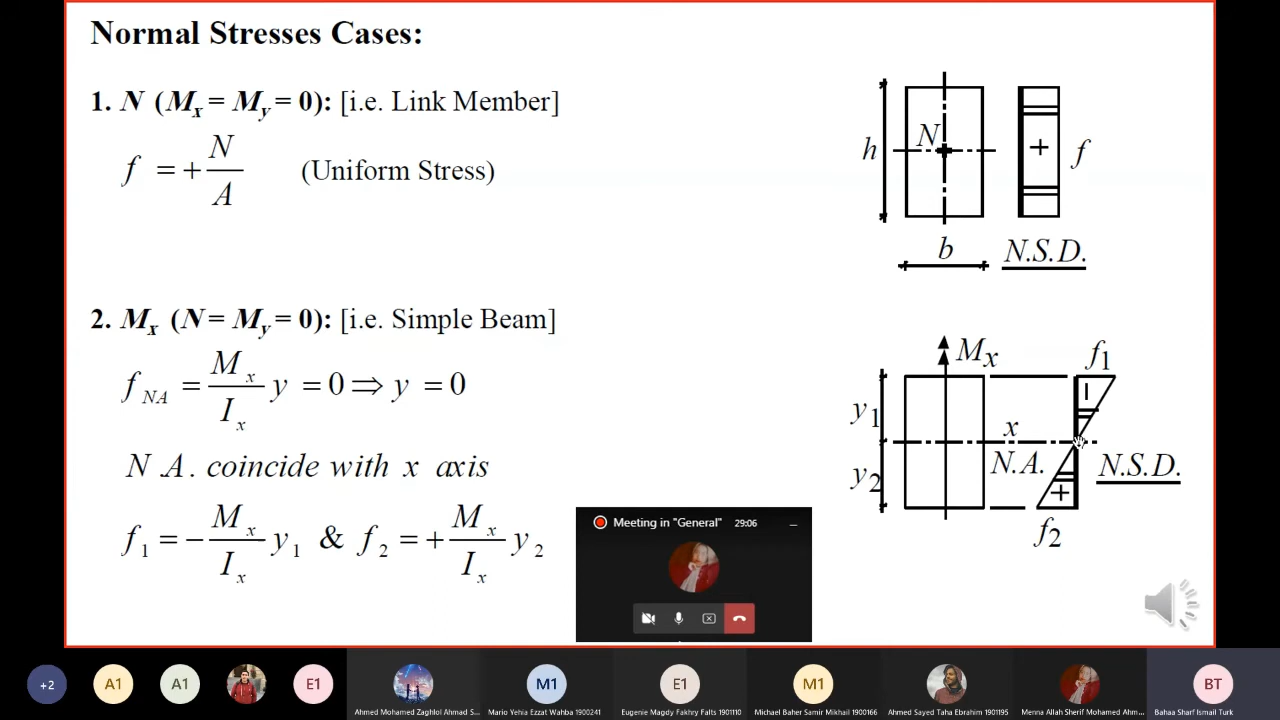 Normal Stresses Cases:
1. N (Mx = My = 0): [i.e. Link Member]
f = + N / A (Uniform Stress)
h
N
+
f
b
N.S.D.
2. Mx (N = My = 0): [i.e. Simple Beam]
f NA = Mx / Ix y = 0 ⇒ y = 0
N.A. coincide with x axis
f1 = − Mx / Ix y1 & f2 = + Mx / Ix y2
Mx
f1
y1
x
N.A.
N.S.D.
y2
+
f2
Meeting in "General" 29:06
+2
A1
A1
E1
M1
E1
M1
BT
Ahmed Mohamed Zaghlol Ahmad S...
Mario Yehia Ezzat Wahba 1900241
Eugenie Magdy Fakhry Falts 1901110
Michael Baher Samir Mikhail 1900166
Ahmed Sayed Taha Ebrahim 1901195
Menna Allah Sherif Mohamed Ahm...
Bahaa Sharf Ismail Turk